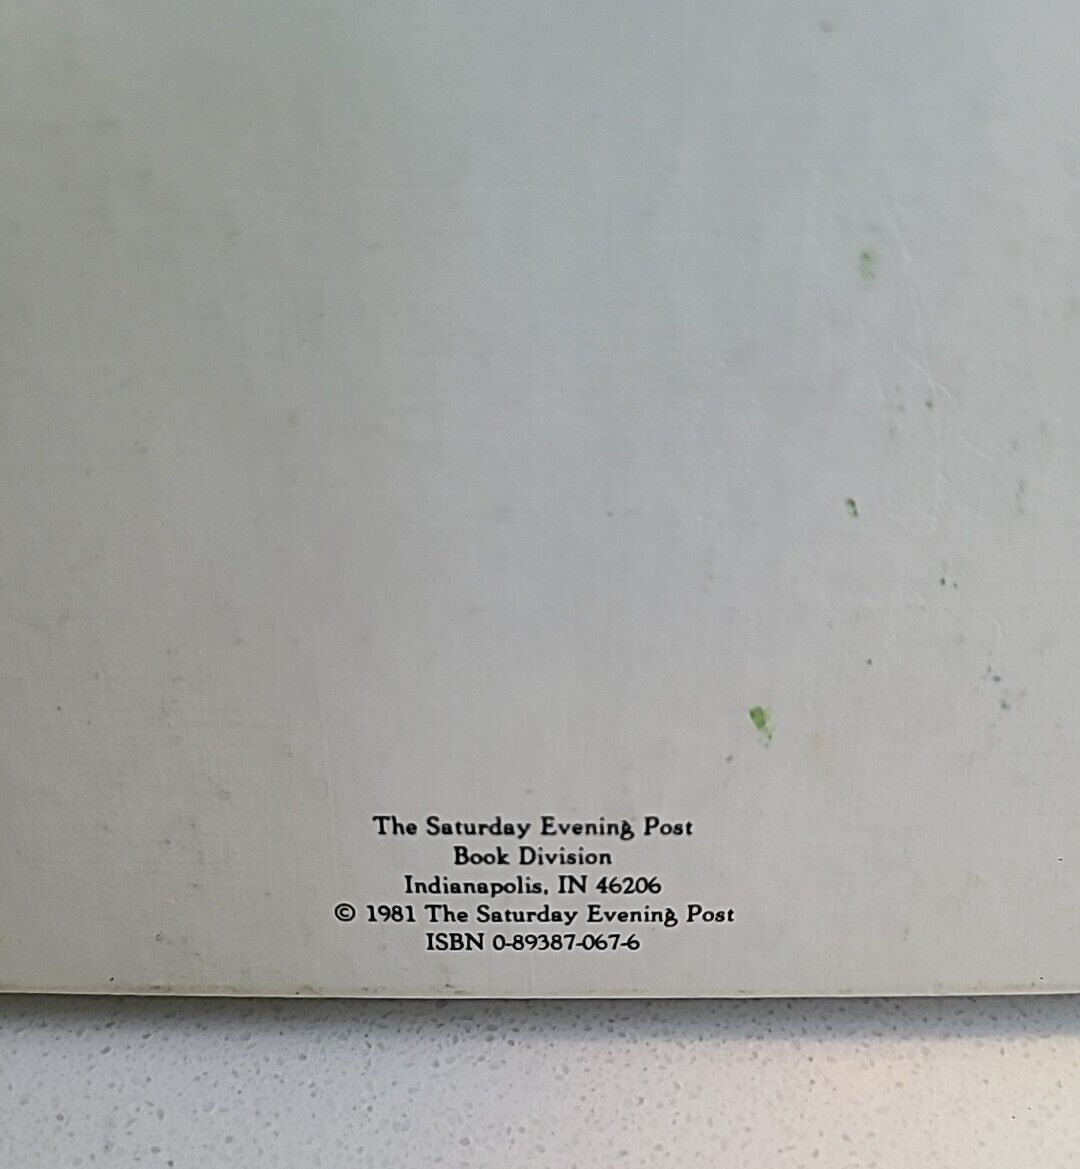 The Saturday Evening Post
Book Division
Indianapolis, IN 46206
© 1981 The Saturday Evening Post
ISBN 0-89387-067-6